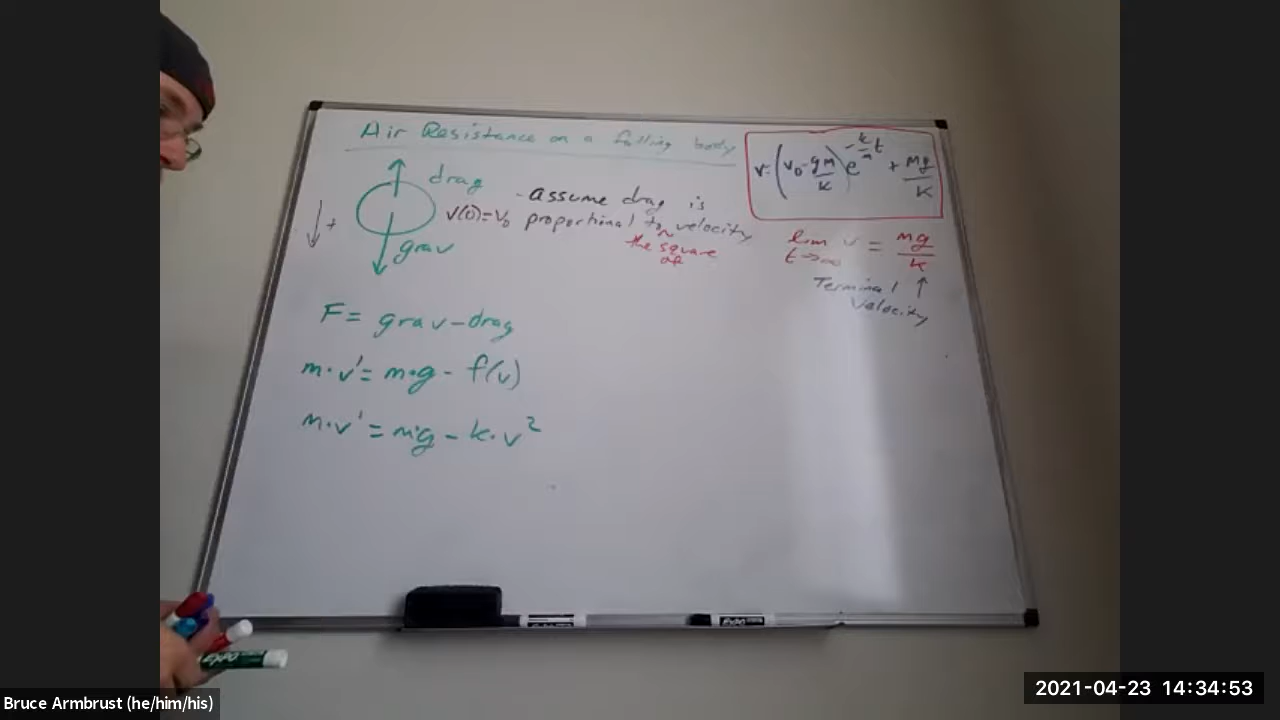 Air Resistance on a falling body
drag
v(0)=v₀
+
grav
- assume drag is
proportional to ^ velocity
the square
of
v=(v₀-gm/k)e^(-k/m t) + mg/k
lim v = mg/k
t→∞
Terminal ↑
Velocity
F= grav-drag
m·v'= m·g - f(v)
m·v' = m·g - k·v²
EXPO
Bruce Armbrust (he/him/his)
2021-04-23 14:34:53